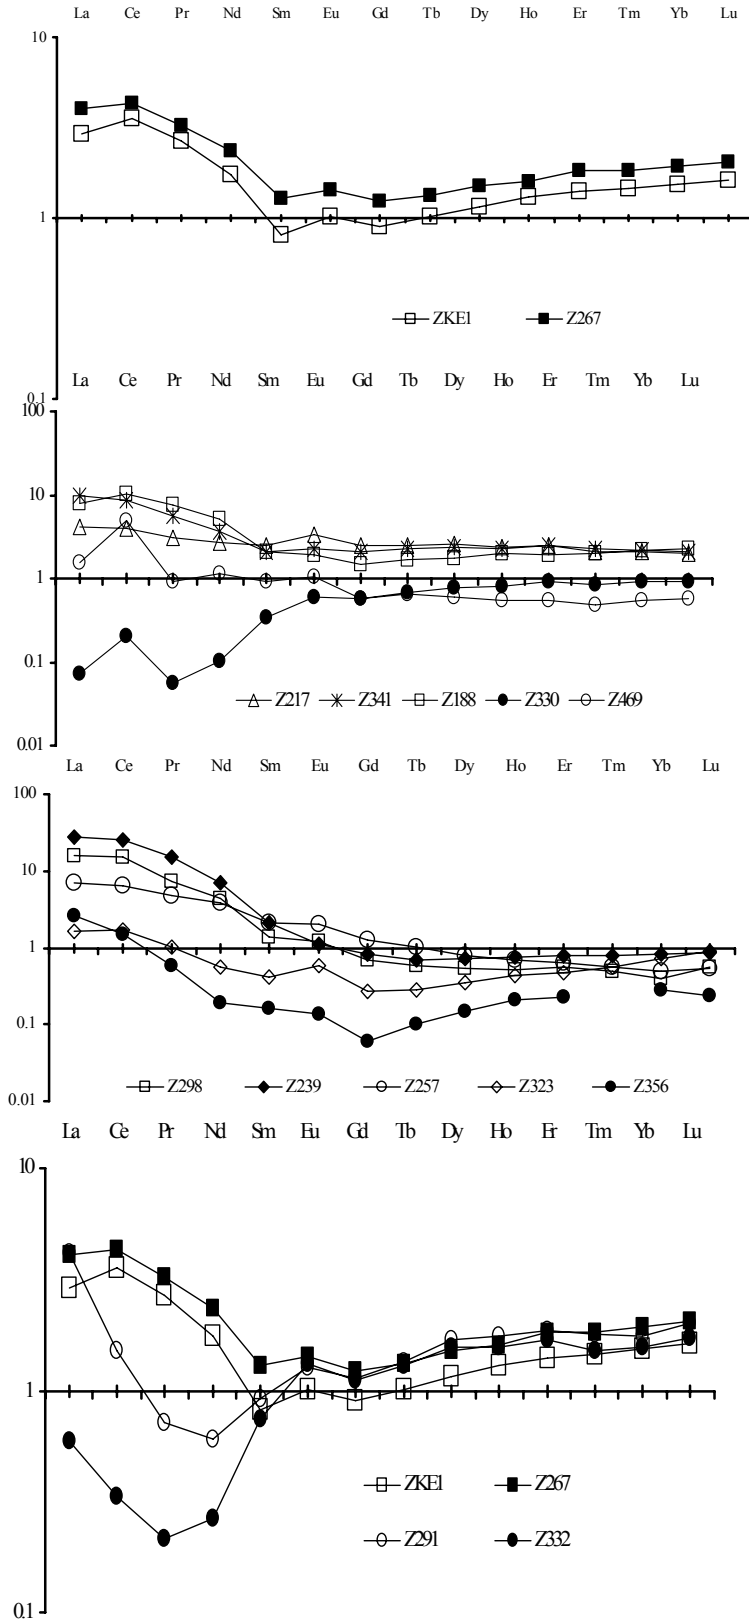 La Ce Pr Nd Sm Eu Gd Tb Dy Ho Er Tm Yb Lu
10
1
ZKE1 Z267
0.1
La Ce Pr Nd Sm Eu Gd Tb Dy Ho Er Tm Yb Lu
100
10
1
0.1
Z217 Z341 Z188 Z330 Z469
0.01
La Ce Pr Nd Sm Eu Gd Tb Dy Ho Er Tm Yb Lu
100
10
1
0.1
Z298 Z239 Z257 Z323 Z356
0.01
La Ce Pr Nd Sm Eu Gd Tb Dy Ho Er Tm Yb Lu
10
1
ZKE1 Z267
Z291 Z332
0.1